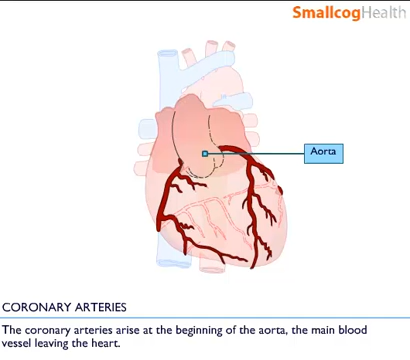 SmallcogHealth
Aorta
CORONARY ARTERIES
The coronary arteries arise at the beginning of the aorta, the main blood
vessel leaving the heart.